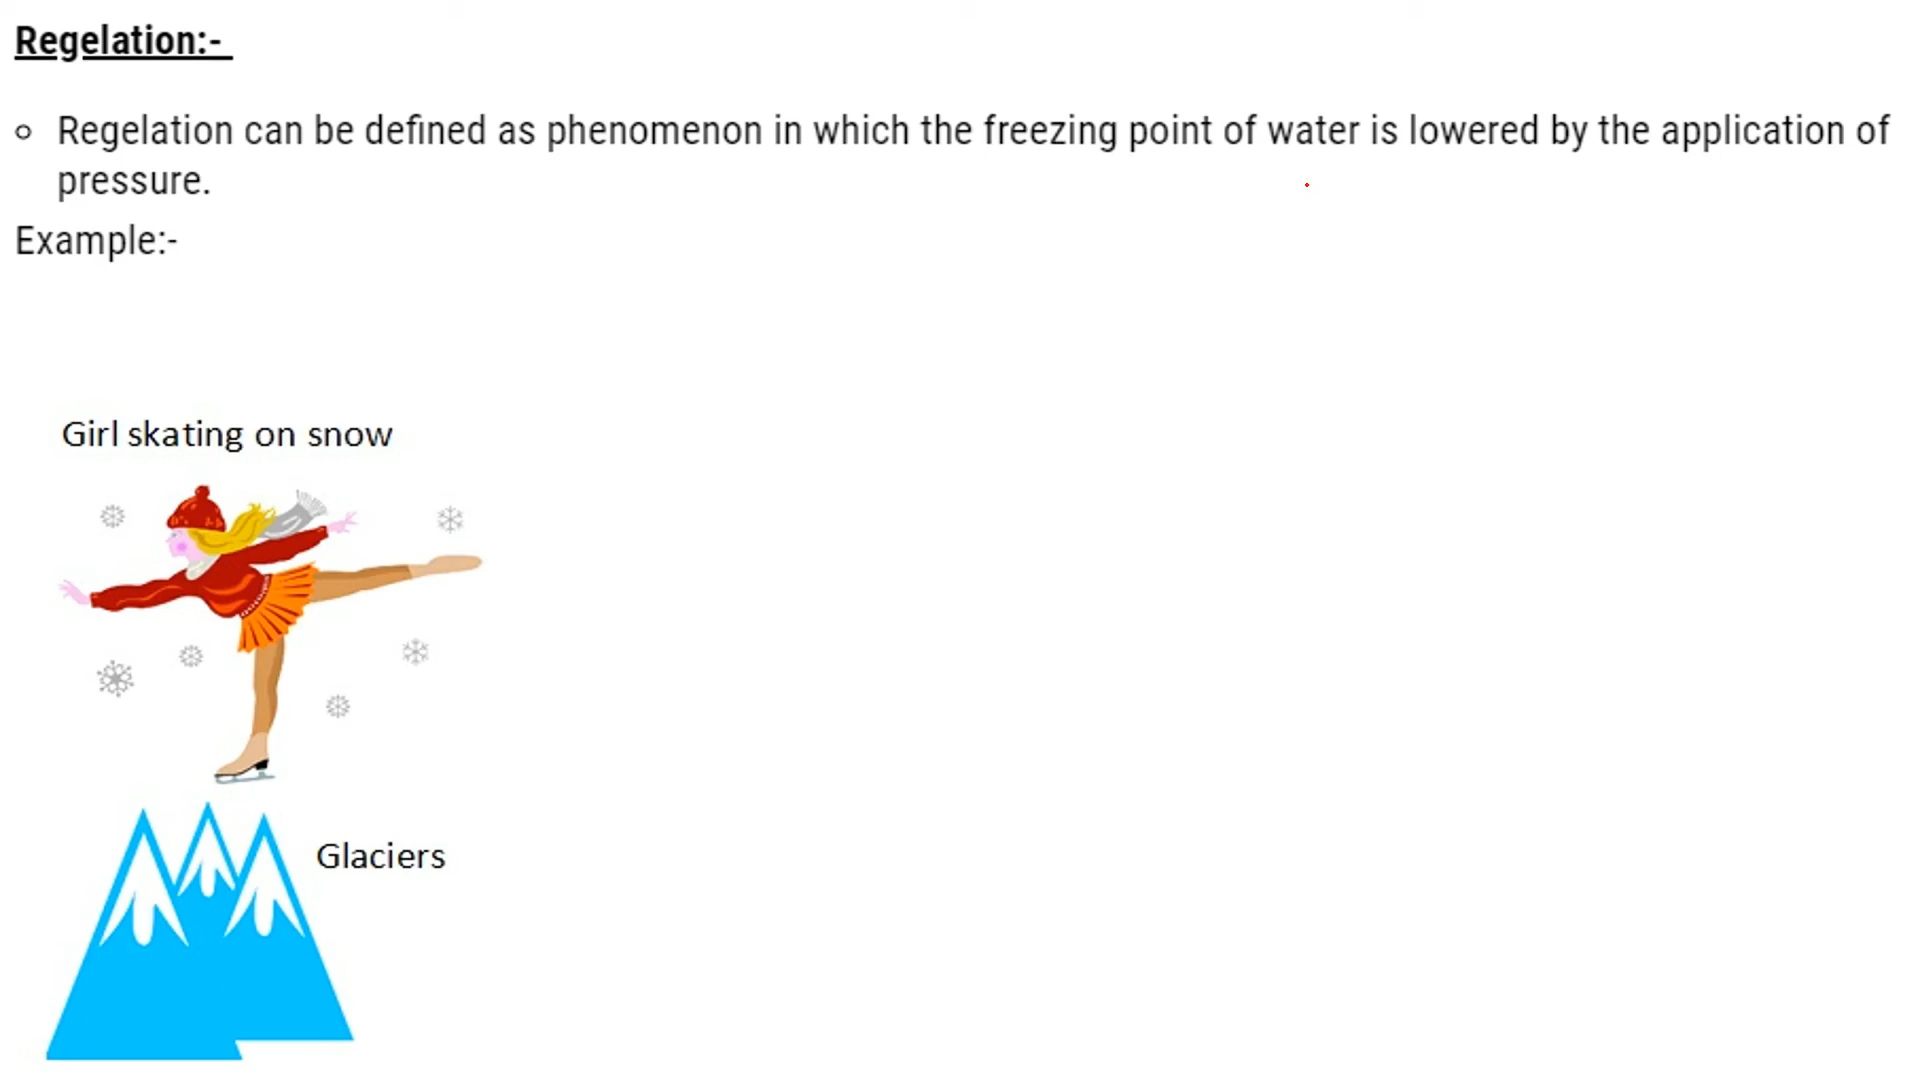 Regelation:-
○ Regelation can be defined as phenomenon in which the freezing point of water is lowered by the application of
pressure.
Example:-
Girl skating on snow
Glaciers